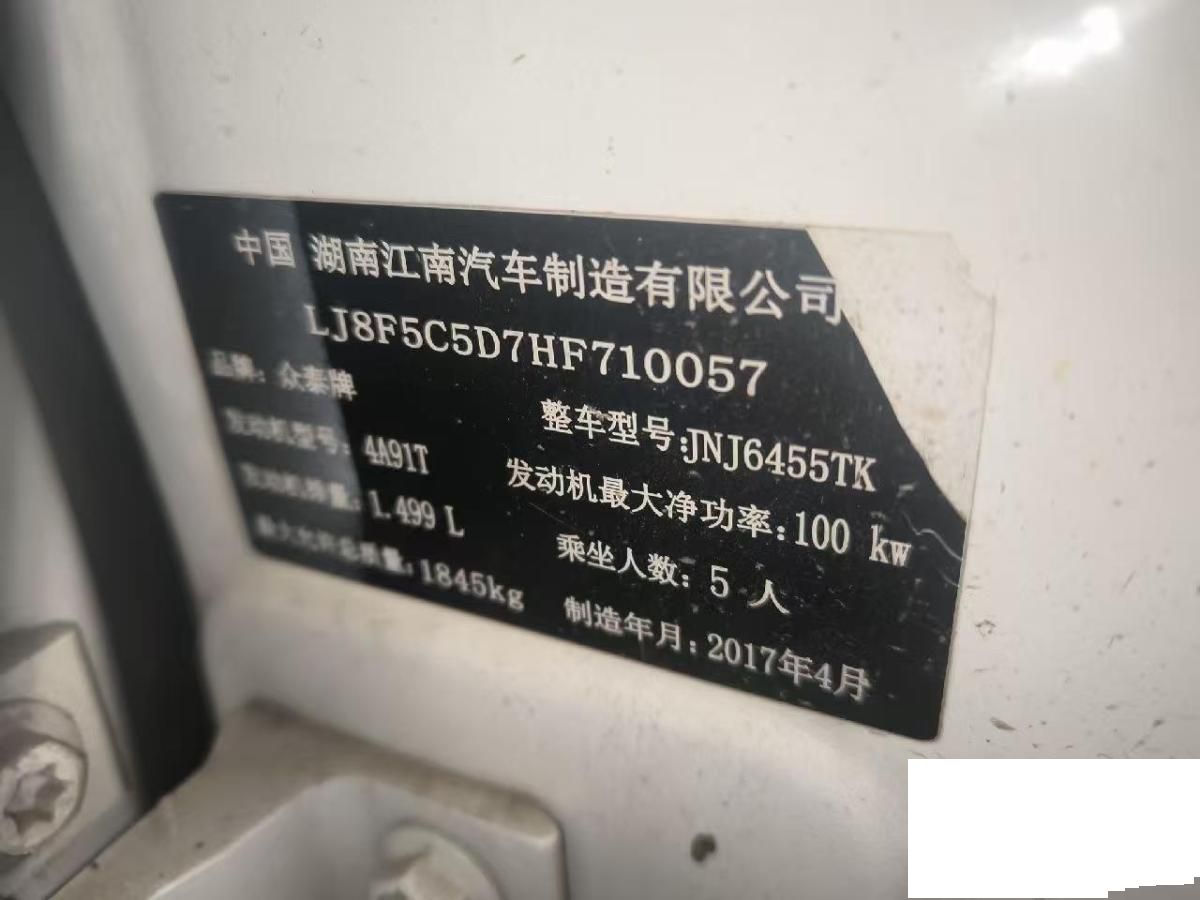 中国 湖南江南汽车制造有限公司
LJ8F5C5D7HF710057
品牌: 众泰牌
整车型号:JNJ6455TK
发动机型号: 4A91T
发动机最大净功率:100 kw
发动机排量: 1.499 L
乘坐人数: 5 人
最大允许总质量: 1845kg
制造年月: 2017年4月